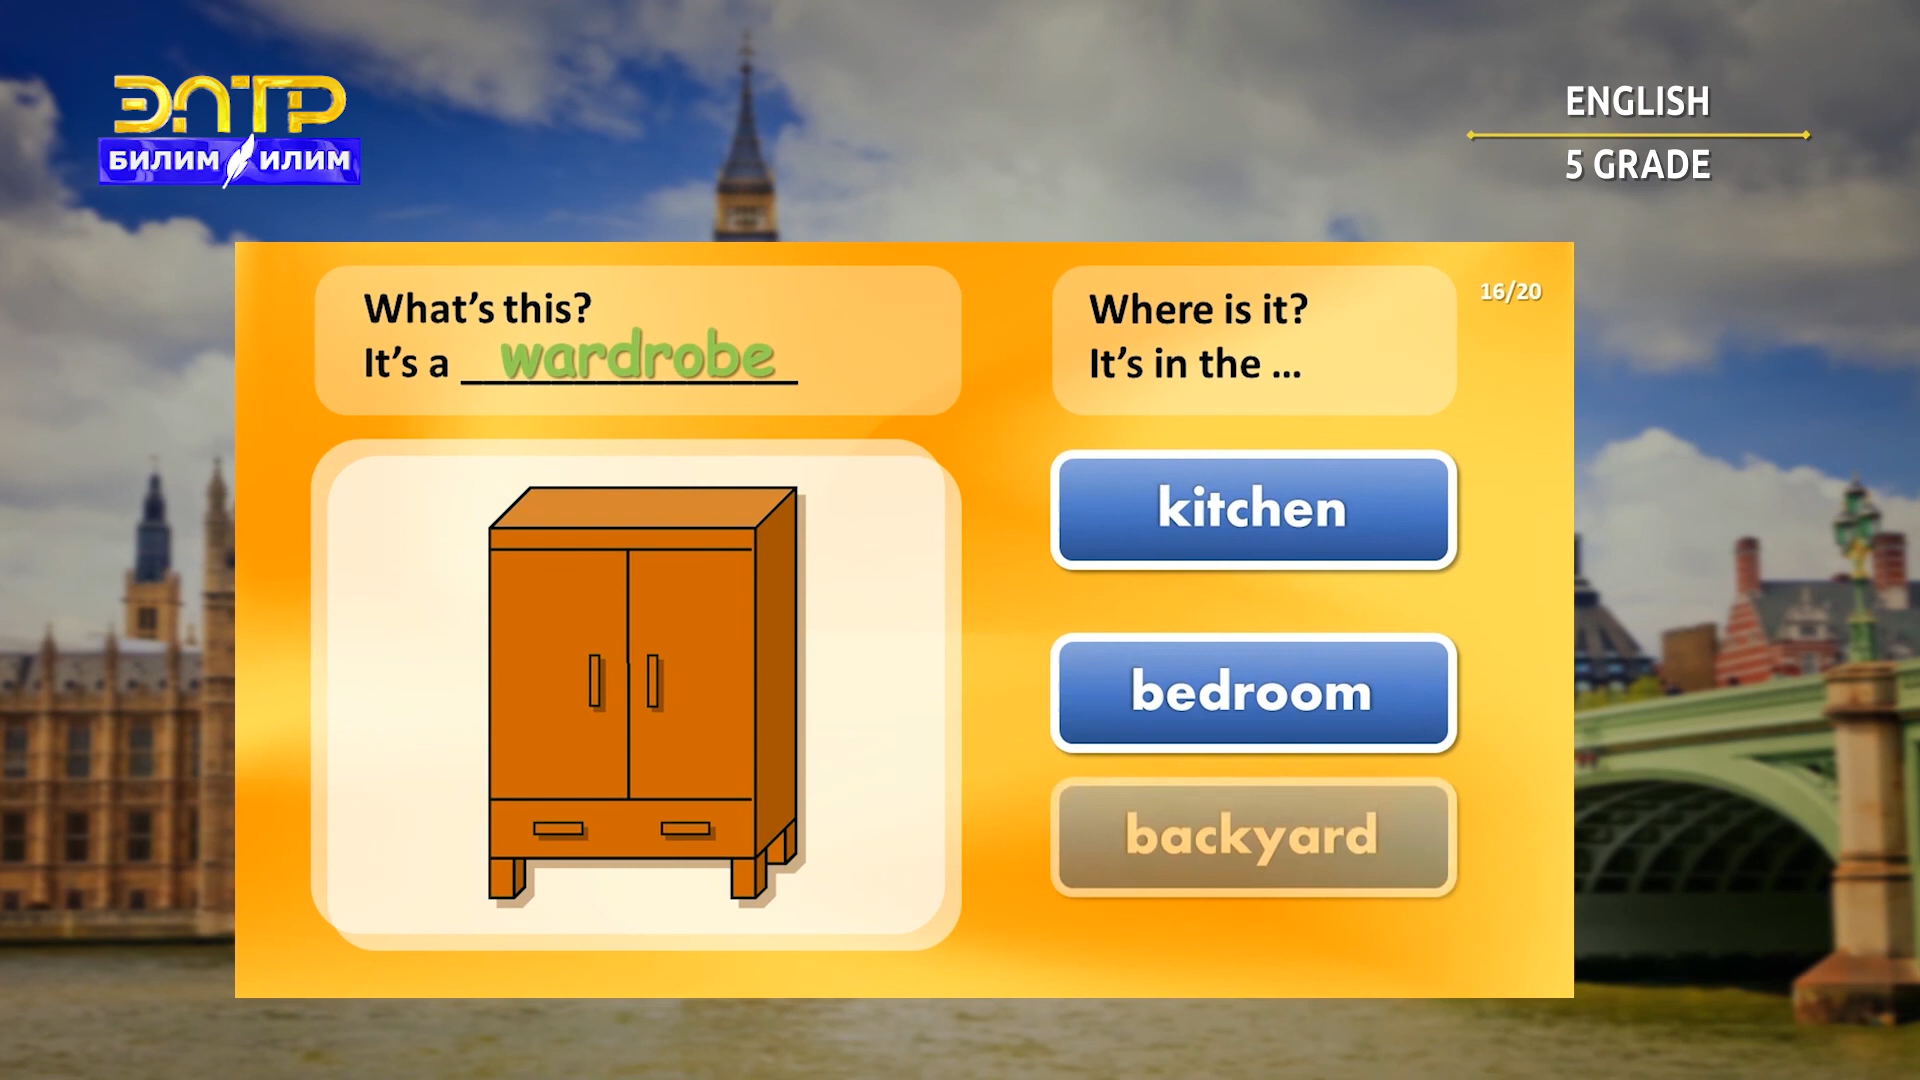 ЭЛТР
БИЛИМ ИЛИМ
ENGLISH
5 GRADE
What's this?
It's a wardrobe
Where is it?
It's in the ...
16/20
kitchen
bedroom
backyard